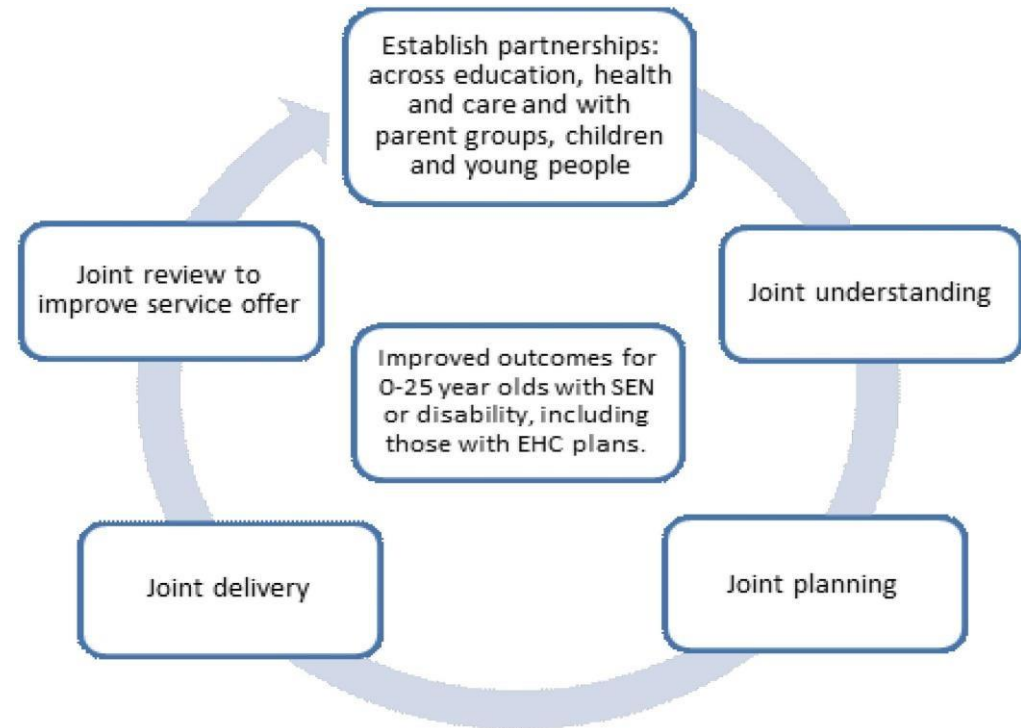 Establish partnerships:
across education, health
and care and with
parent groups, children
and young people
Joint understanding
Joint planning
Joint delivery
Joint review to
improve service offer
Improved outcomes for
0-25 year olds with SEN
or disability, including
those with EHC plans.